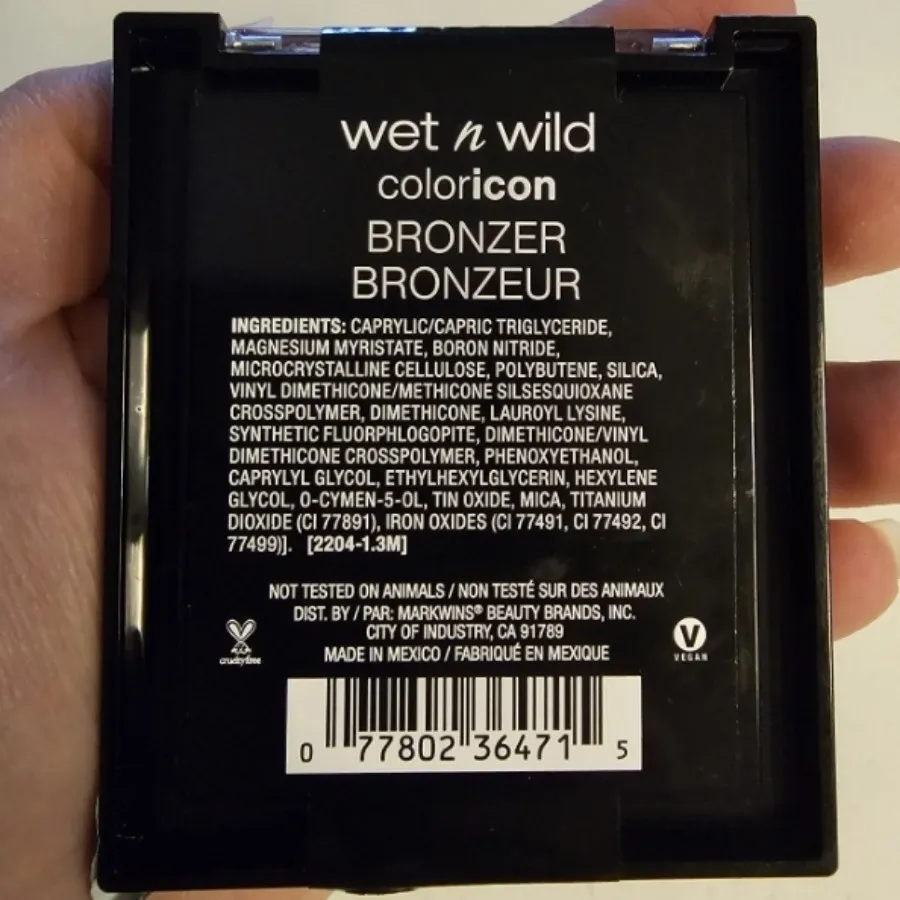 wet n wild
coloricon
BRONZER
BRONZEUR
INGREDIENTS: CAPRYLIC/CAPRIC TRIGLYCERIDE,
MAGNESIUM MYRISTATE, BORON NITRIDE,
MICROCRYSTALLINE CELLULOSE, POLYBUTENE, SILICA,
VINYL DIMETHICONE/METHICONE SILSESQUIOXANE
CROSSPOLYMER, DIMETHICONE, LAUROYL LYSINE,
SYNTHETIC FLUORPHLOGOPITE, DIMETHICONE/VINYL
DIMETHICONE CROSSPOLYMER, PHENOXYETHANOL,
CAPRYLYL GLYCOL, ETHYLHEXYLGLYCERIN, HEXYLENE
GLYCOL, O-CYMEN-5-OL, TIN OXIDE, MICA, TITANIUM
DIOXIDE (CI 77891), IRON OXIDES (CI 77491, CI 77492, CI
77499)]. [2204-1.3M]
NOT TESTED ON ANIMALS / NON TESTÉ SUR DES ANIMAUX
DIST. BY / PAR: MARKWINS® BEAUTY BRANDS, INC.
CITY OF INDUSTRY, CA 91789
MADE IN MEXICO / FABRIQUÉ EN MEXIQUE
crueltyfree
V
VEGAN
0 77802 36471 5